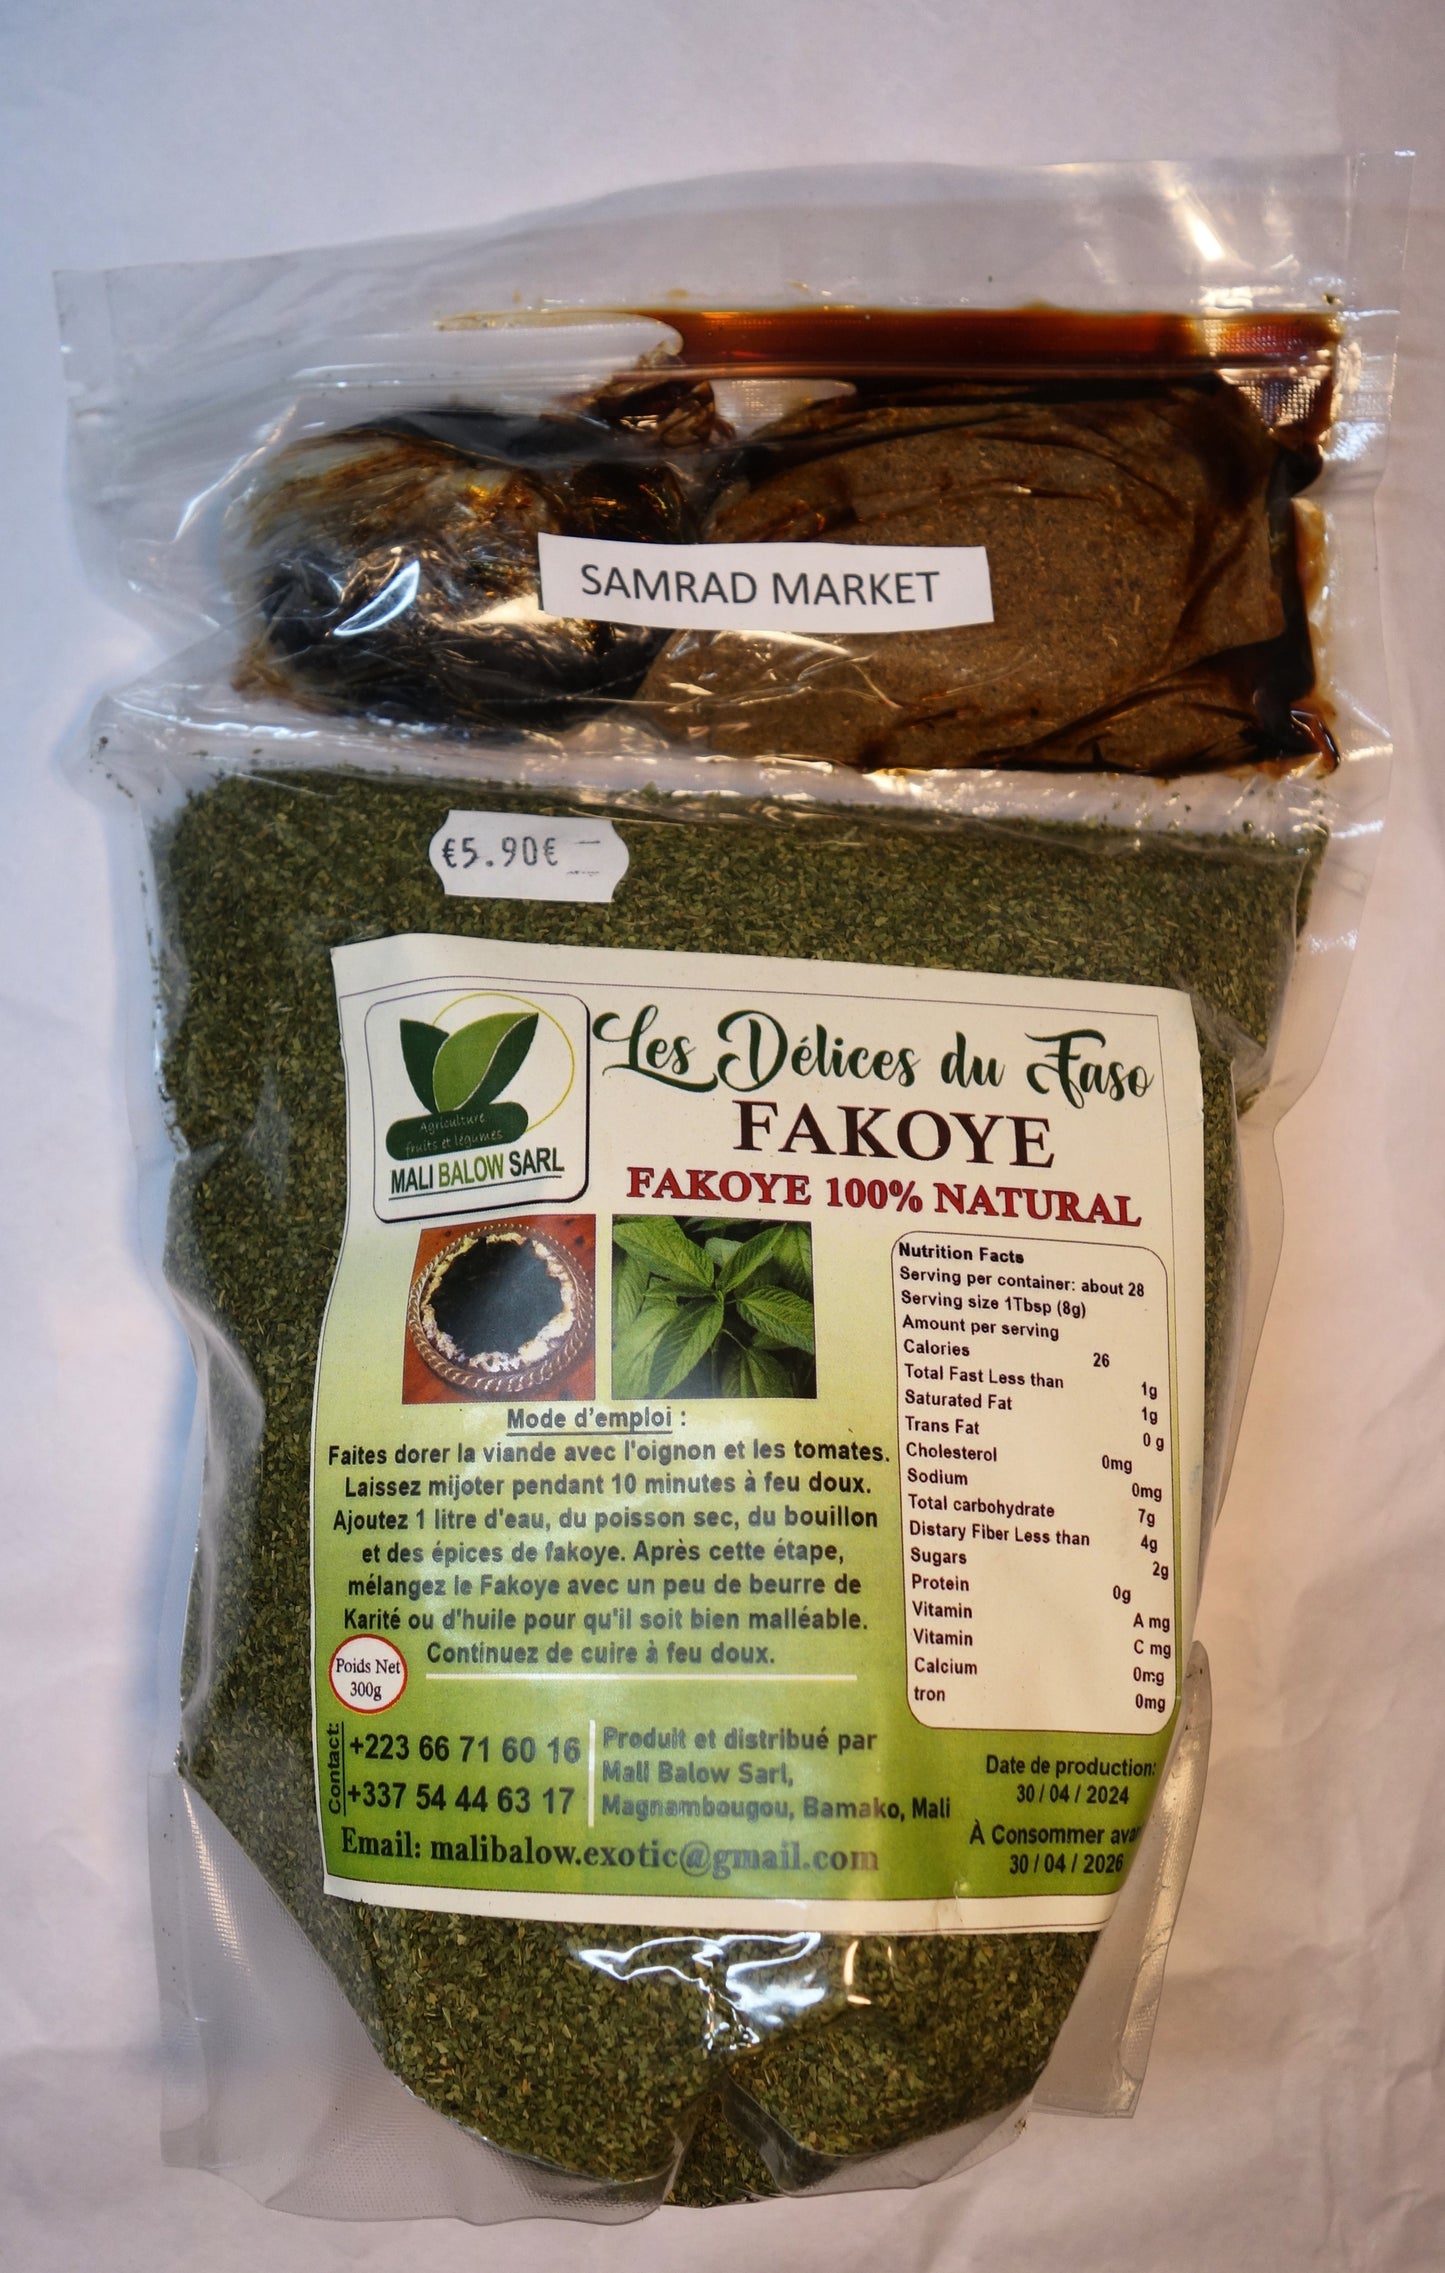 SAMRAD MARKET
€5.90€
Agriculture
fruits et légumes
MALI BALOW SARL
Les Délices du Faso
FAKOYE
FAKOYE 100% NATURAL
Nutrition Facts
Serving per container: about 28
Serving size 1Tbsp (8g)
Amount per serving
Calories 26
Total Fast Less than 1g
Saturated Fat 1g
Trans Fat 0 g
Cholesterol 0mg
Sodium 0mg
Total carbohydrate 7g
Distary Fiber Less than 4g
Sugars 2g
Protein 0g
Vitamin A mg
Vitamin C mg
Calcium 0mg
tron 0mg
Mode d'emploi :
Faites dorer la viande avec l'oignon et les tomates.
Laissez mijoter pendant 10 minutes à feu doux.
Ajoutez 1 litre d'eau, du poisson sec, du bouillon
et des épices de fakoye. Après cette étape,
mélangez le Fakoye avec un peu de beurre de
Karité ou d'huile pour qu'il soit bien malléable.
Continuez de cuire à feu doux.
Poids Net
300g
Contact:
+223 66 71 60 16
+337 54 44 63 17
Produit et distribué par
Mali Balow Sarl,
Magnambougou, Bamako, Mali
Email: malibalow.exotic@gmail.com
Date de production:
30 / 04 / 2024
À Consommer avan
30 / 04 / 2026